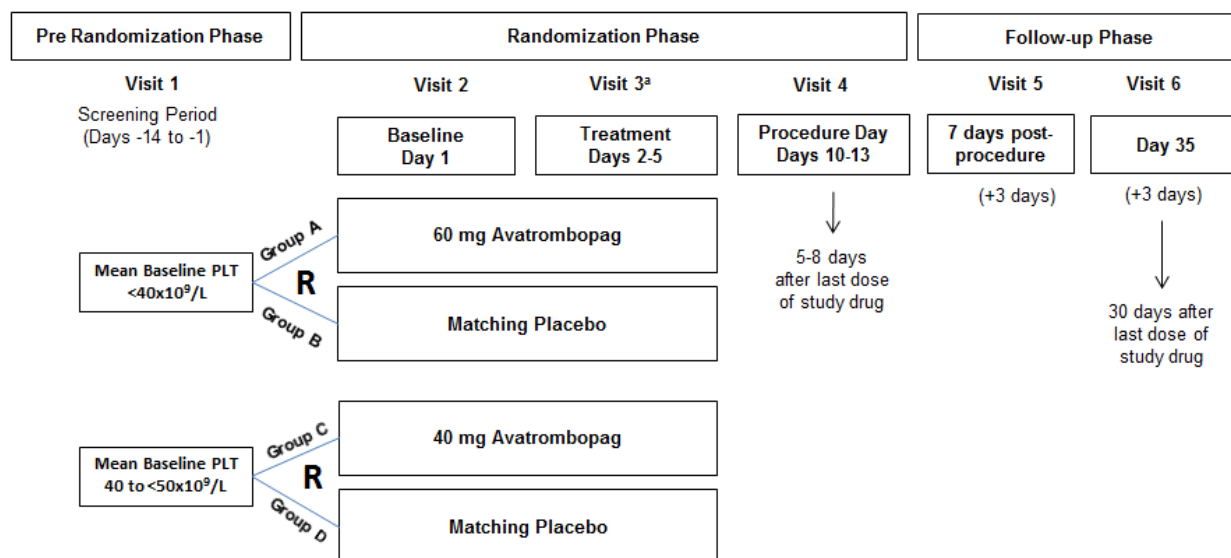 Pre Randomization Phase
Randomization Phase
Follow-up Phase
Visit 1
Visit 2
Visit 3ᵃ
Visit 4
Visit 5
Visit 6
Screening Period
(Days -14 to -1)
Baseline
Day 1
Treatment
Days 2-5
Procedure Day
Days 10-13
7 days post-
procedure
Day 35
(+3 days)
(+3 days)
Group A
60 mg Avatrombopag
5-8 days
after last dose
of study drug
Mean Baseline PLT
<40x10⁹/L
R
Group B
Matching Placebo
30 days after
last dose of
study drug
Group C
40 mg Avatrombopag
Mean Baseline PLT
40 to <50x10⁹/L
R
Group D
Matching Placebo